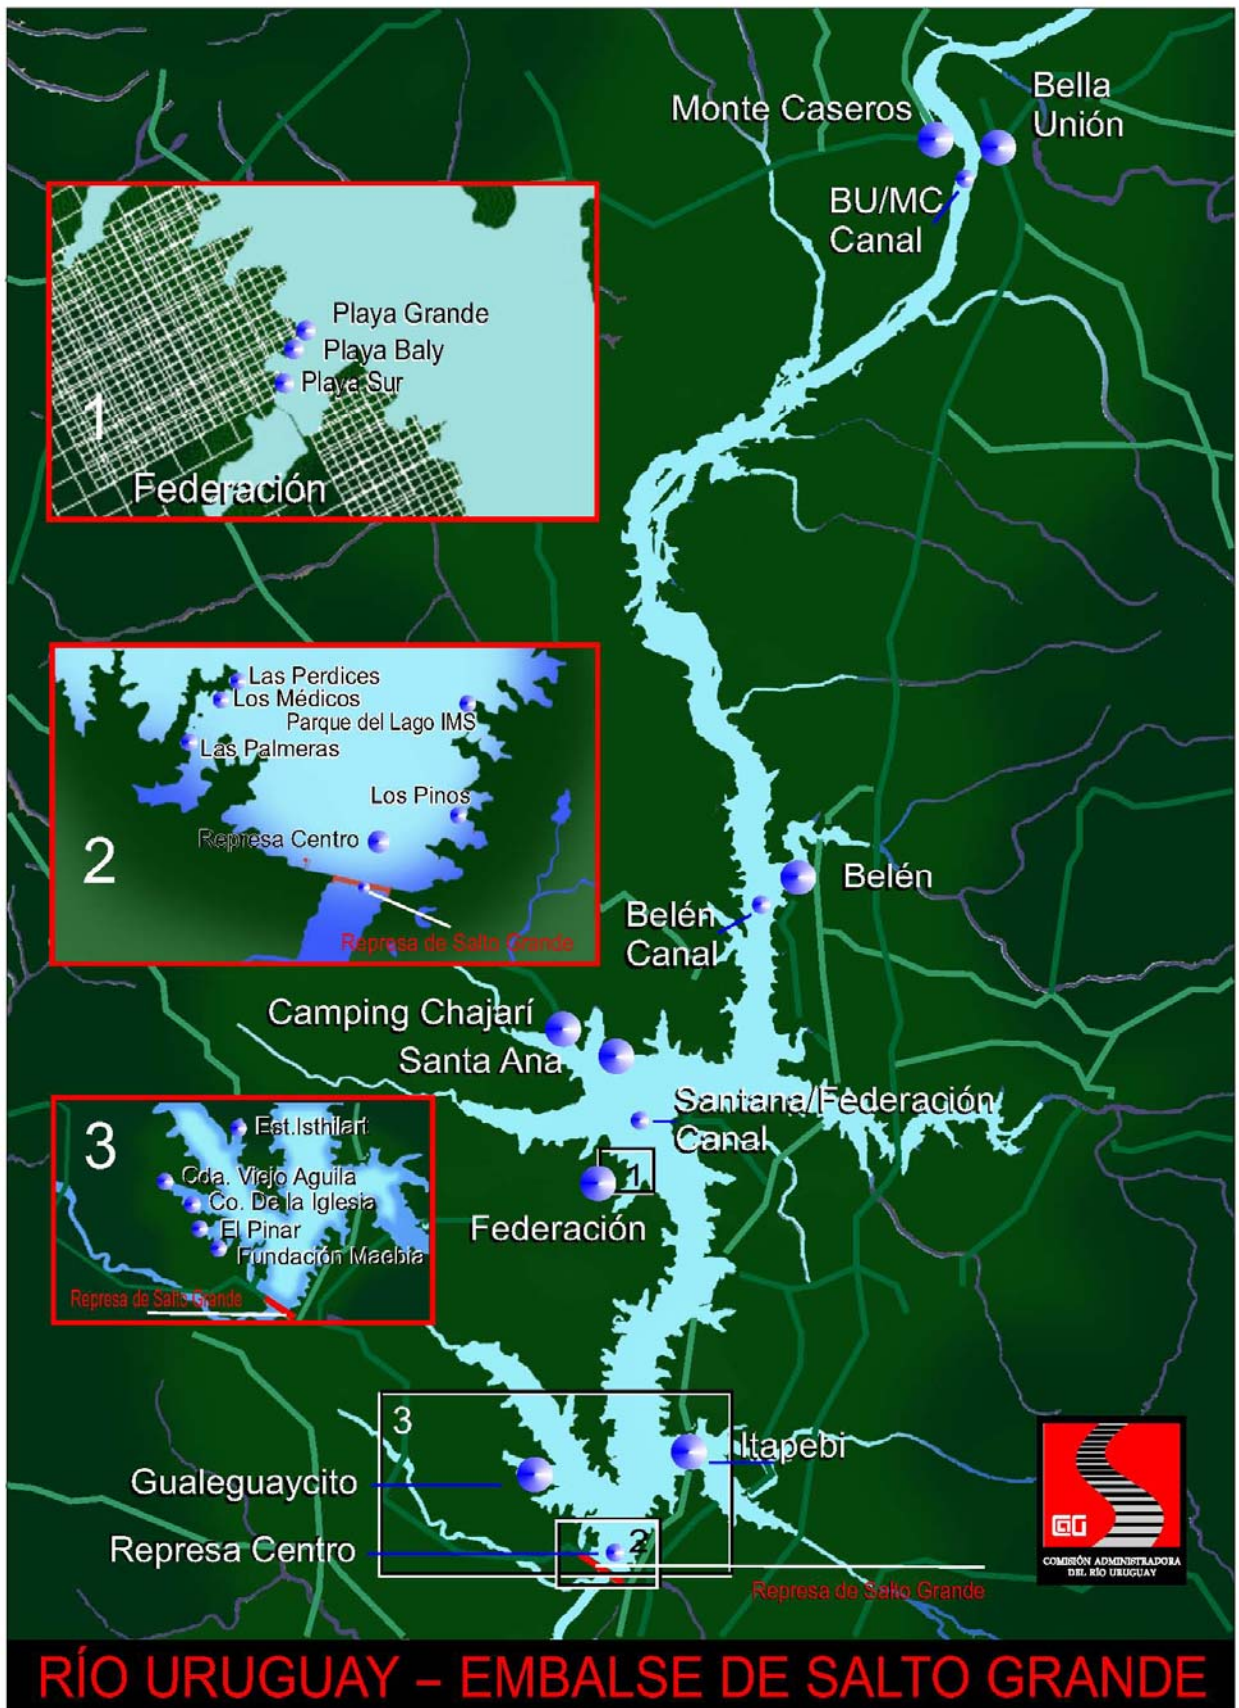 Monte Caseros
Bella
Unión
BU/MC
Canal
Playa Grande
Playa Baly
Playa Sur
1
Federación
Las Perdices
Los Médicos
Parque del Lago IMS
Las Palmeras
Los Pinos
Represa Centro
2
Represa de Salto Grande
Belén
Belén
Canal
Camping Chajarí
Santa Ana
Santana/Federación
Canal
1
Federación
3
Est.Isthilart
Cda. Viejo Aguila
Co. De la Iglesia
El Pinar
Fundación Maebia
Represa de Salto Grande
3
Itapebi
Gualeguaycito
Represa Centro
2
Represa de Salto Grande
COMISIÓN ADMINISTRADORA
DEL RÍO URUGUAY
RÍO URUGUAY – EMBALSE DE SALTO GRANDE